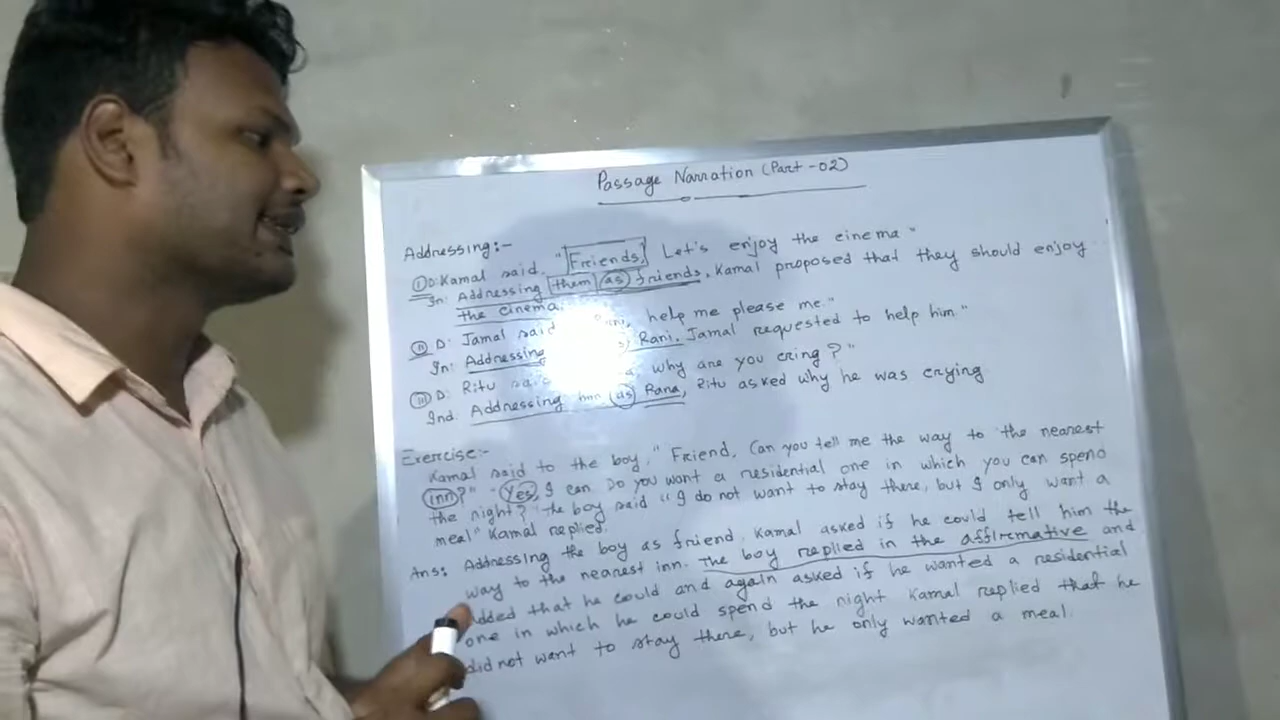 Passage Narration (Part -02)
Addressing:-
(i) D: Kamal said, "Friends, Let's enjoy the cinema"
In: Addressing them as friends, Kamal proposed that they should enjoy
the cinema.
(ii) D: Jamal said help me please me."
In: Addressing Rani, Jamal requested to help him"
(iii) D: Ritu why are you cring?"
Ind: Addressing him as Rana, Ritu asked why he was crying
Exercise:-
Kamal said to the boy, "Friend, Can you tell me the way to the nearest
inn?" "Yes, I can Do you want a residential one in which you can spend
the night? the boy said "I do not want to stay there, but I only want a
meal" Kamal replied.
Ans: Addressing the boy as friend, Kamal asked if he could tell him the
way to the nearest inn. The boy replied in the affirmative and
added that he could and again asked if he wanted a residential
one in which he could spend the night Kamal replied that he
did not want to stay there, but he only wanted a meal.